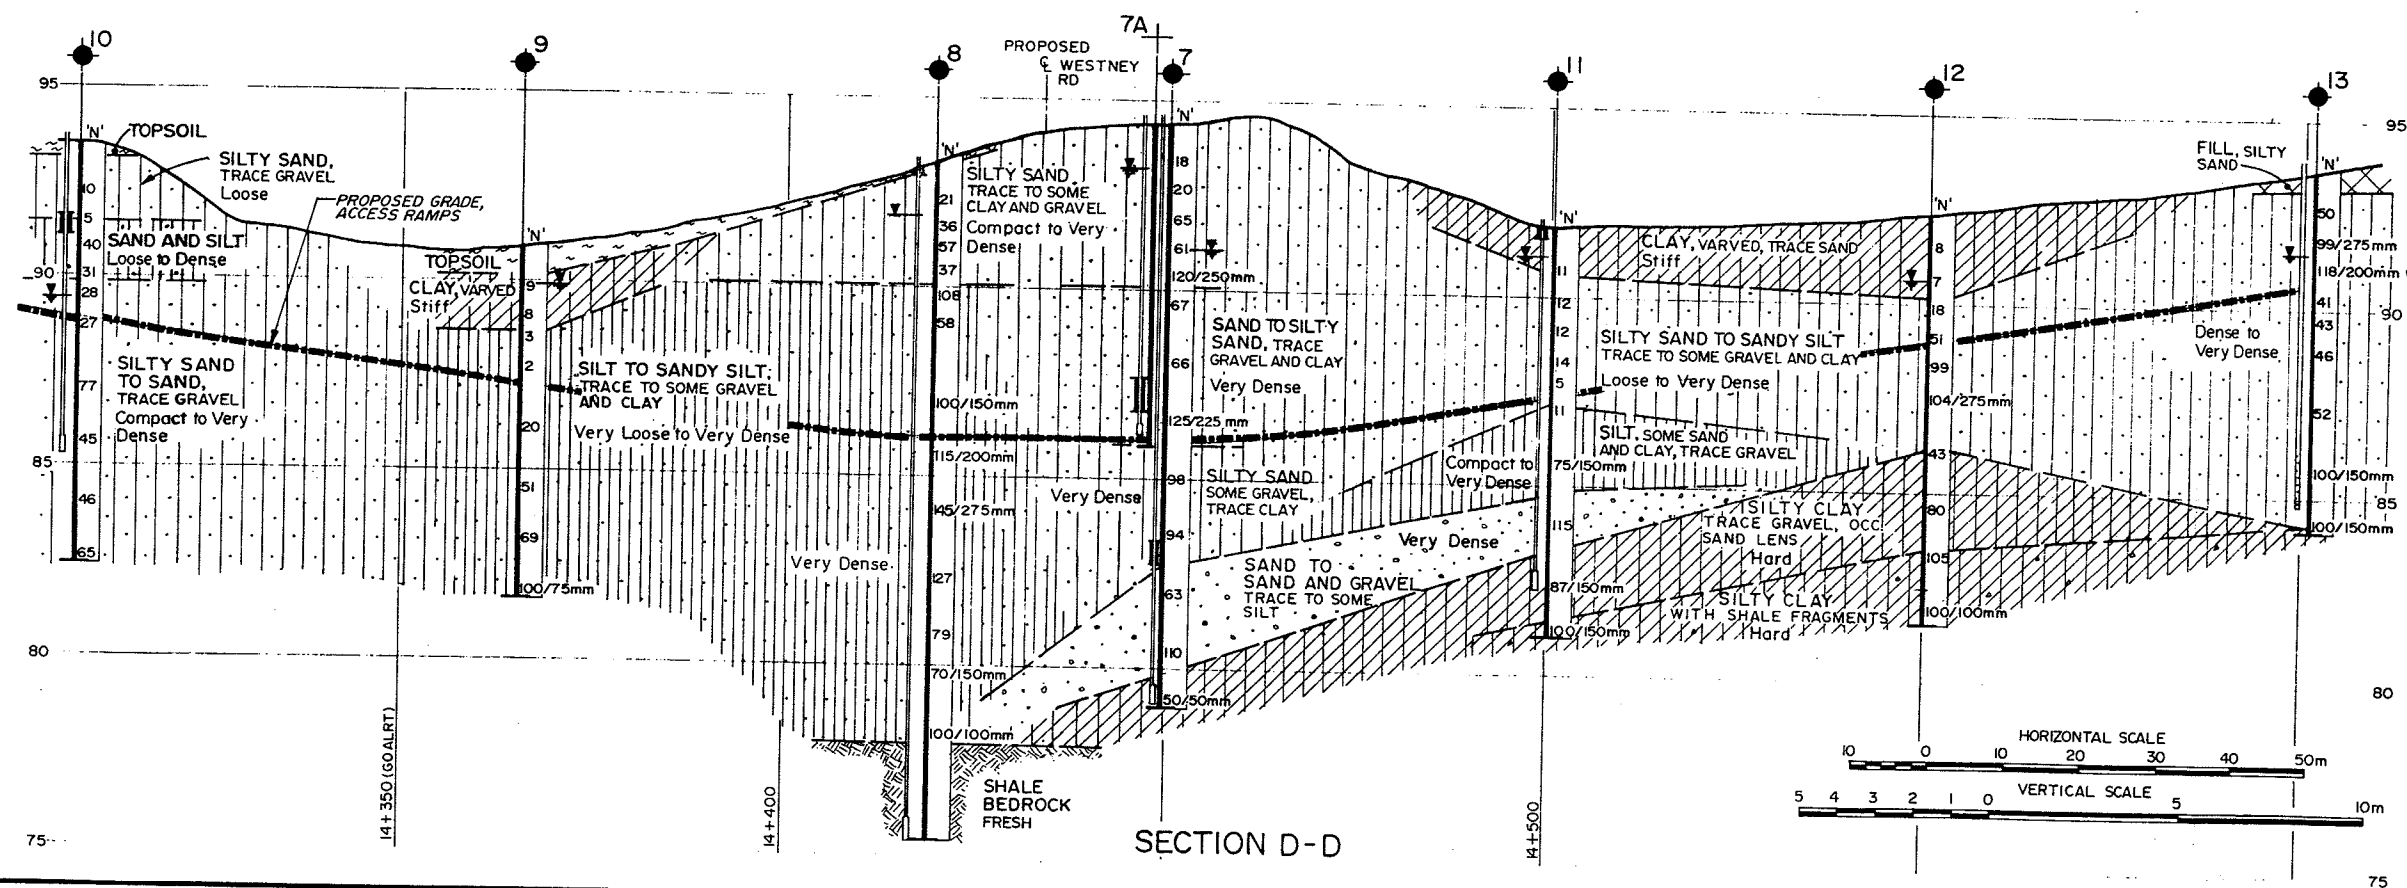 10
9
8
7A
7
11
12
13
PROPOSED
℄ WESTNEY
RD
95
90
85
80
75
95
90
85
80
75
'N'
TOPSOIL
SILTY SAND,
TRACE GRAVEL
Loose
PROPOSED GRADE,
ACCESS RAMPS
SAND AND SILT
Loose to Dense
SILTY SAND
TO SAND,
TRACE GRAVEL
Compact to Very
Dense
10
5
40
31
28
27
77
45
46
65
'N'
TOPSOIL
CLAY, VARVED
Stiff
9
8
3
2
20
51
69
100/75mm
SILT TO SANDY SILT,
TRACE TO SOME GRAVEL
AND CLAY
Very Loose to Very Dense
Very Dense
'N'
21
36
57
37
108
58
100/150mm
115/200mm
145/275mm
127
79
70/150mm
100/100mm
SILTY SAND,
TRACE TO SOME
CLAY AND GRAVEL
Compact to Very
Dense
Very Dense
SHALE
BEDROCK
FRESH
'N'
18
20
65
61
120/250mm
67
66
125/225 mm
98
94
63
110
50/50mm
SAND TO SILTY
SAND, TRACE
GRAVEL AND CLAY
Very Dense
SILTY SAND
SOME GRAVEL,
TRACE CLAY
SAND TO
SAND AND GRAVEL
TRACE TO SOME
SILT
Very Dense
Compact to
Very Dense
'N'
11
12
12
14
5
11
75/150mm
115
87/150mm
100/150mm
CLAY, VARVED, TRACE SAND
Stiff
SILTY SAND TO SANDY SILT
TRACE TO SOME GRAVEL AND CLAY
Loose to Very Dense
SILT, SOME SAND
AND CLAY, TRACE GRAVEL
SILTY CLAY
TRACE GRAVEL, OCC.
SAND LENS
Hard
SILTY CLAY
WITH SHALE FRAGMENTS
Hard
'N'
8
7
18
51
99
104/275mm
43
80
105
100/100mm
FILL, SILTY
SAND
Dense to
Very Dense
'N'
50
99/275mm
118/200mm
41
43
46
52
100/150mm
100/150mm
14+350 (GO ALRT)
14+400
14+500
SECTION D-D
HORIZONTAL SCALE
10 0 10 20 30 40 50m
VERTICAL SCALE
5 4 3 2 1 0 5 10m